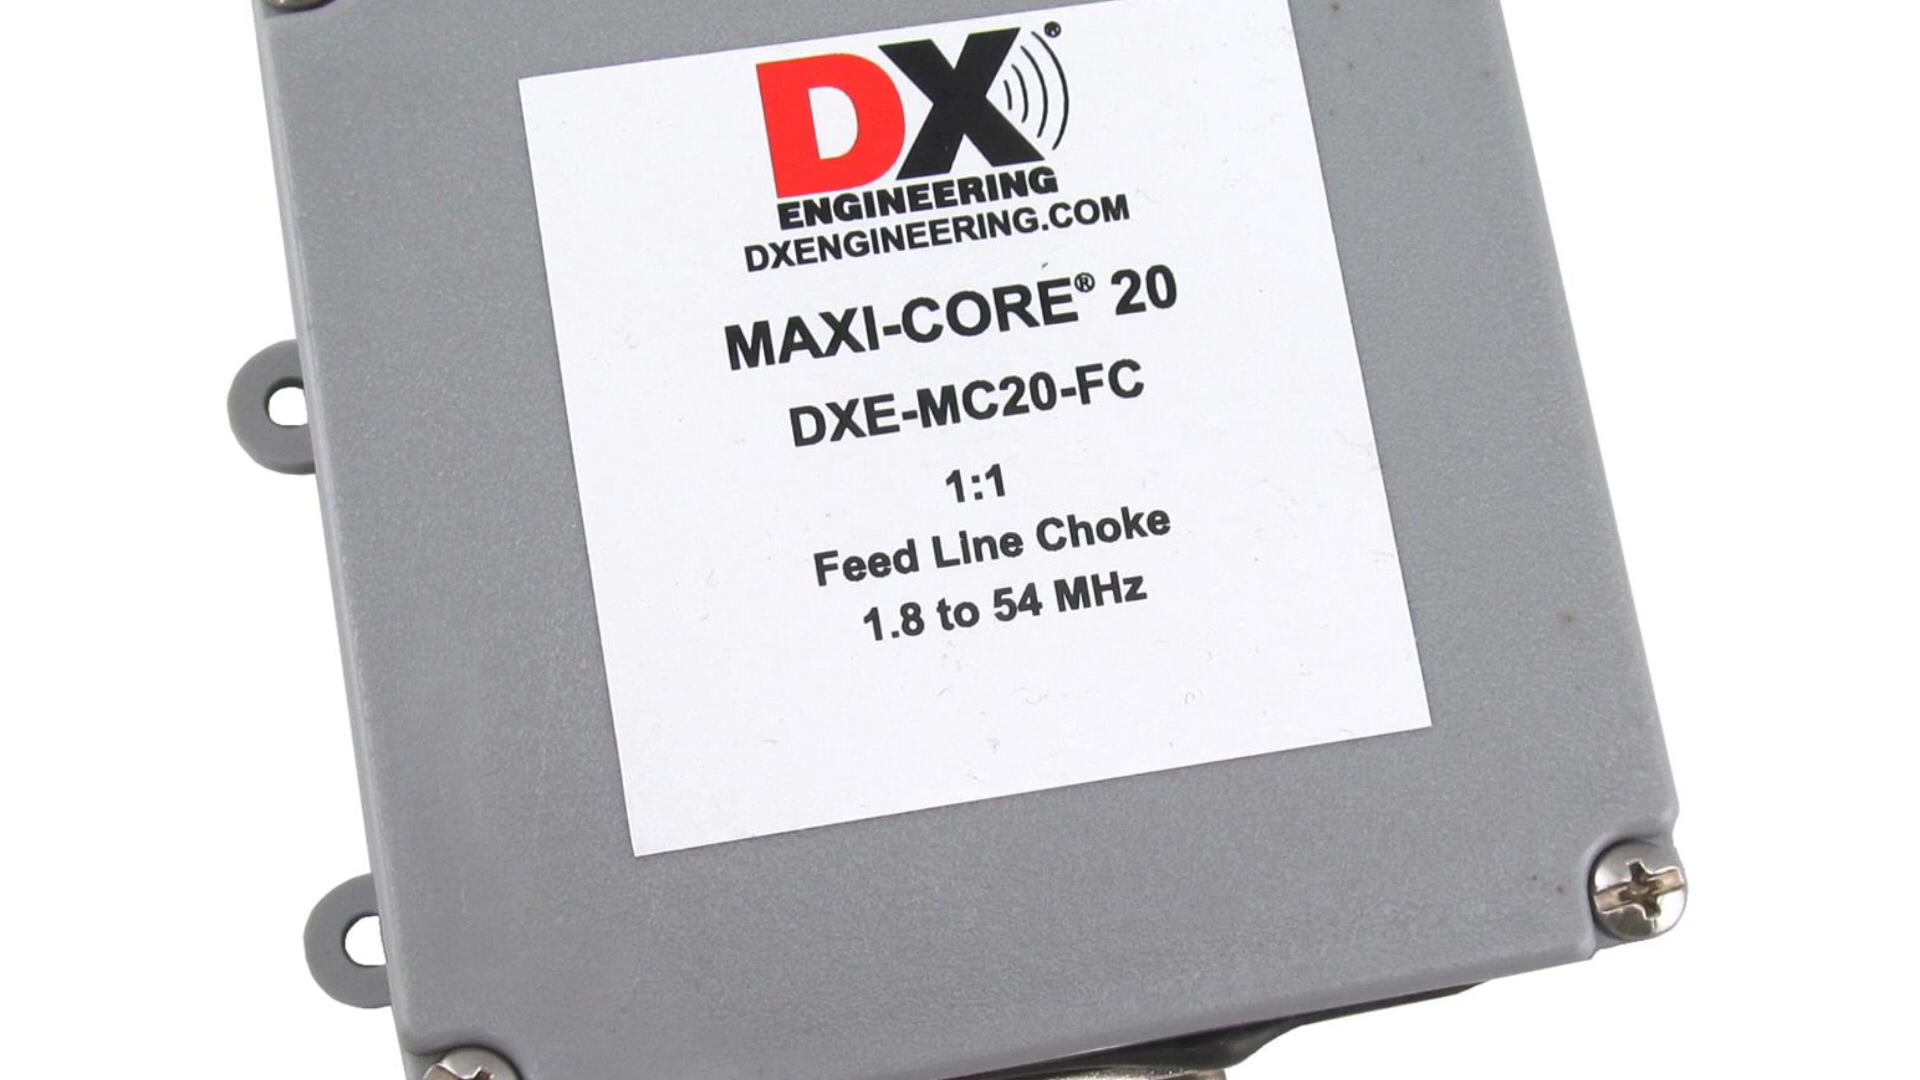 DX®
ENGINEERING
DXENGINEERING.COM
MAXI-CORE® 20
DXE-MC20-FC
1:1
Feed Line Choke
1.8 to 54 MHz